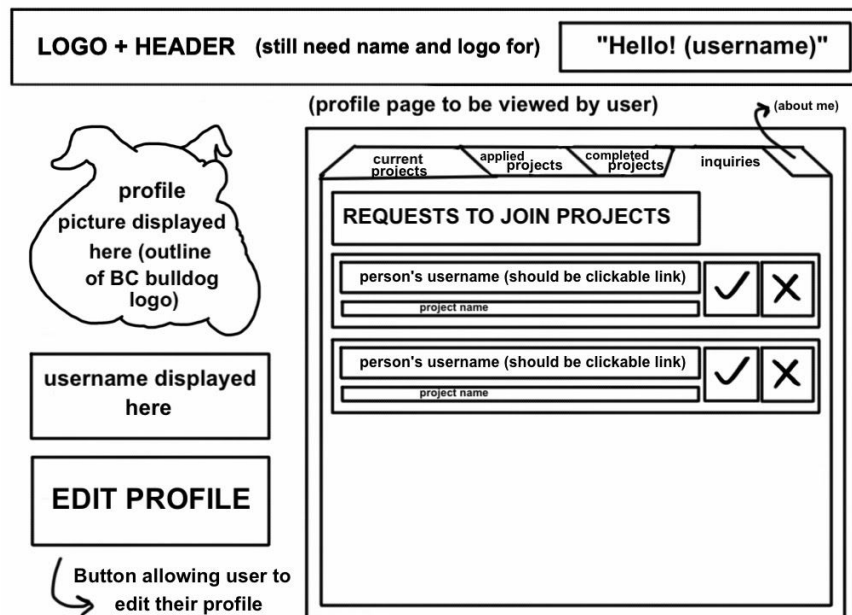 LOGO + HEADER (still need name and logo for)
"Hello! (username)"
(profile page to be viewed by user)
(about me)
profile
picture displayed
here (outline
of BC bulldog
logo)
username displayed
here
EDIT PROFILE
Button allowing user to
edit their profile
current
projects
applied
projects
completed
projects
inquiries
REQUESTS TO JOIN PROJECTS
person's username (should be clickable link)
project name
person's username (should be clickable link)
project name